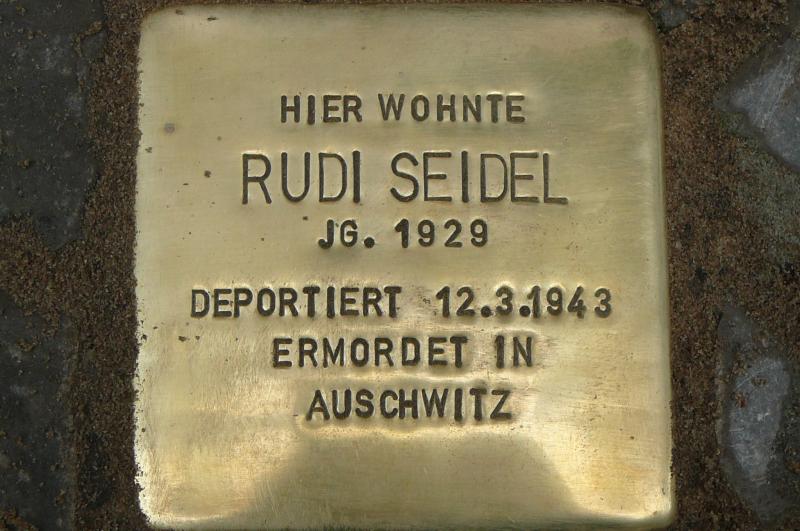 HIER WOHNTE
RUDI SEIDEL
JG. 1929
DEPORTIERT 12.3.1943
ERMORDET IN
AUSCHWITZ